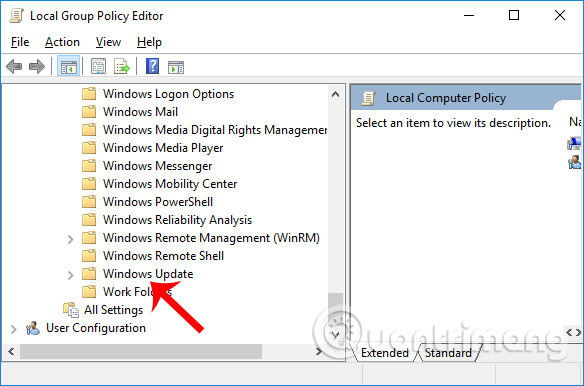 Local Group Policy Editor
File Action View Help
Windows Logon Options
Windows Mail
Windows Media Digital Rights Managemen
Windows Media Player
Windows Messenger
Windows Mobility Center
Windows PowerShell
Windows Reliability Analysis
Windows Remote Management (WinRM)
Windows Remote Shell
Windows Update
Work Folders
All Settings
User Configuration
Local Computer Policy
Select an item to view its description.
Na
Quantrimang
Extended Standard